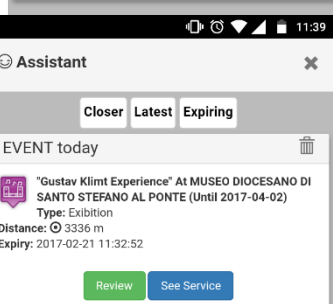 11:39
Assistant
Closer Latest Expiring
EVENT today
"Gustav Klimt Experience" At MUSEO DIOCESANO DI
SANTO STEFANO AL PONTE (Until 2017-04-02)
Type: Exibition
Distance: 3336 m
Expiry: 2017-02-21 11:32:52
Review See Service